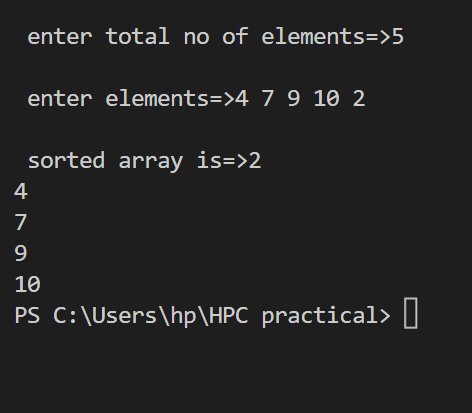 enter total no of elements=>5
enter elements=>4 7 9 10 2
sorted array is=>2
4
7
9
10
PS C:\Users\hp\HPC practical>